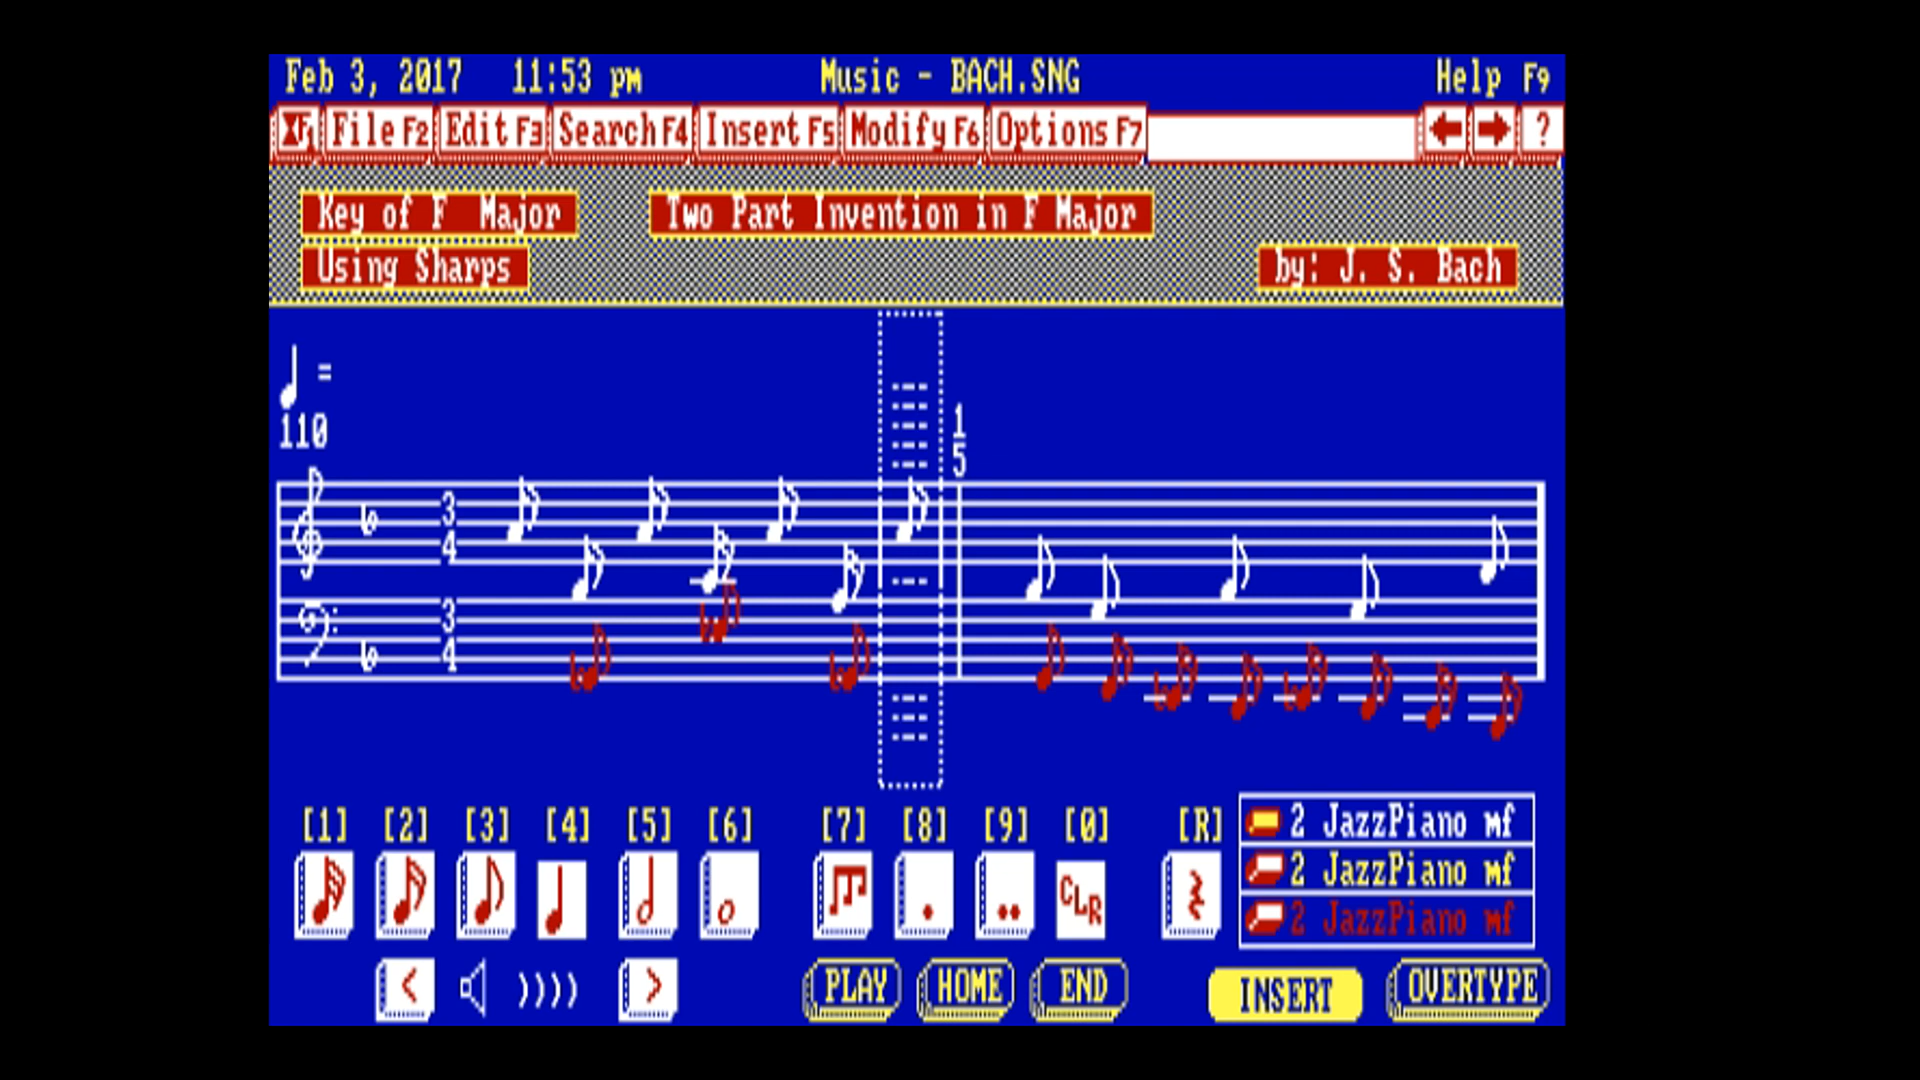 Feb 3, 2017 11:53 pm Music - BACH.SNG Help F9
XF1 File F2 Edit F3 Search F4 Insert F5 Modify F6 Options F7 ?
Key of F Major Two Part Invention in F Major
Using Sharps by: J. S. Bach
=
110
1
5
3
4
3
4
[1] [2] [3] [4] [5] [6] [7] [8] [9] [0] [R]
2 JazzPiano mf
2 JazzPiano mf
2 JazzPiano mf
CLR
< > PLAY HOME END INSERT OVERTYPE